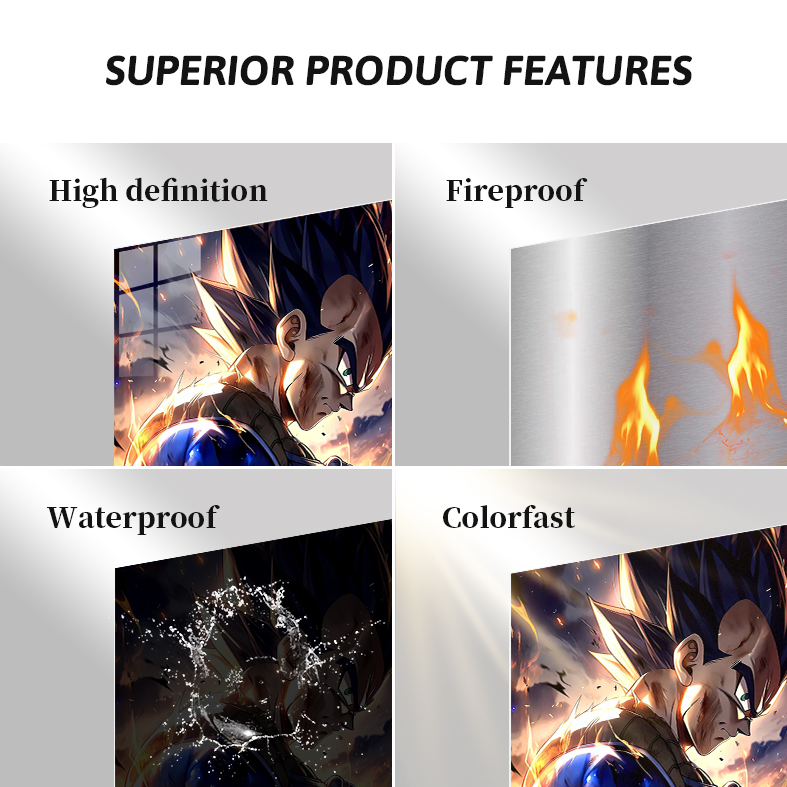 SUPERIOR PRODUCT FEATURES
High definition
Fireproof
Waterproof
Colorfast